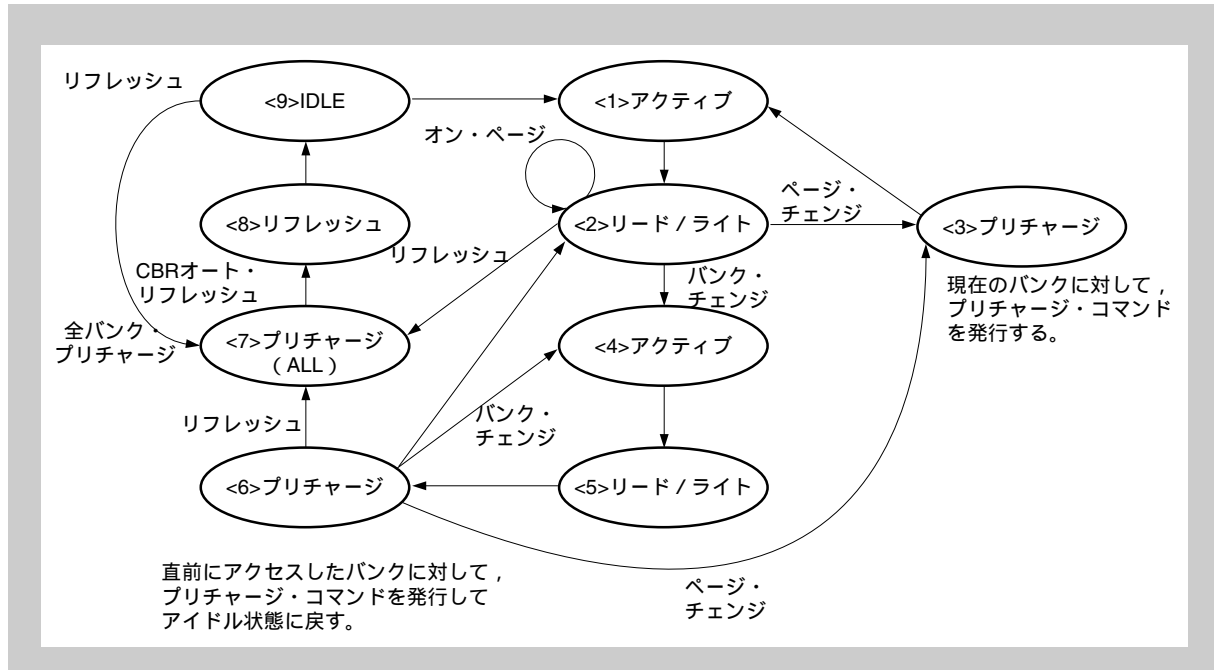 リフレッシュ
<9>IDLE
<1>アクティブ
オン・ページ
ページ・
チェンジ
<8>リフレッシュ
<2>リード / ライト
<3>プリチャージ
リフレッシュ
CBRオート・
リフレッシュ
バンク・
チェンジ
現在のバンクに対して，
プリチャージ・コマンド
を発行する。
全バンク・
プリチャージ
<7>プリチャージ
（ ALL ）
<4>アクティブ
リフレッシュ
バンク・
チェンジ
<6>プリチャージ
<5>リード / ライト
直前にアクセスしたバンクに対して，
プリチャージ・コマンドを発行して
アイドル状態に戻す。
ページ・
チェンジ